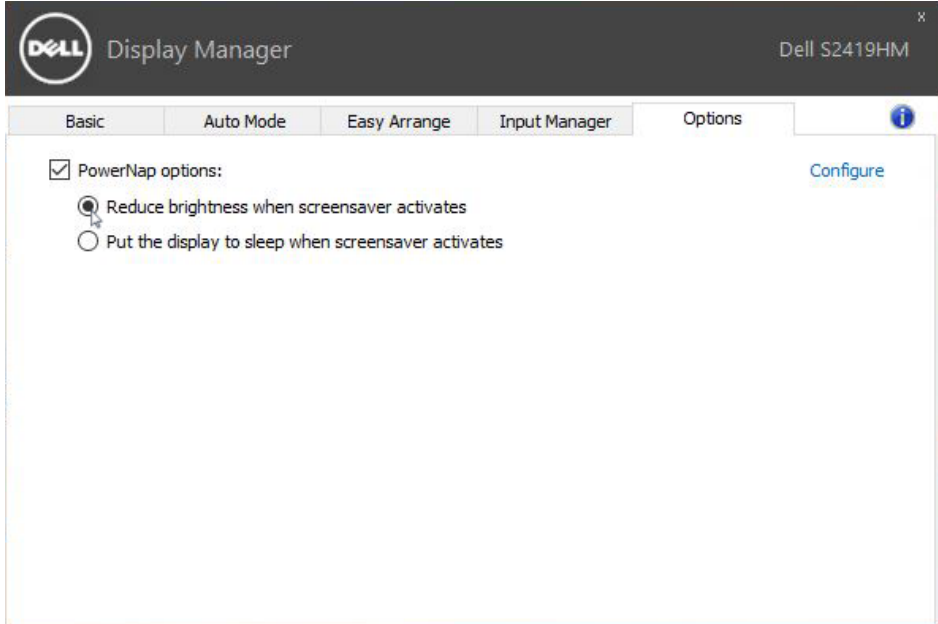 x
DELL Display Manager Dell S2419HM
Basic Auto Mode Easy Arrange Input Manager Options i
PowerNap options: Configure
Reduce brightness when screensaver activates
Put the display to sleep when screensaver activates